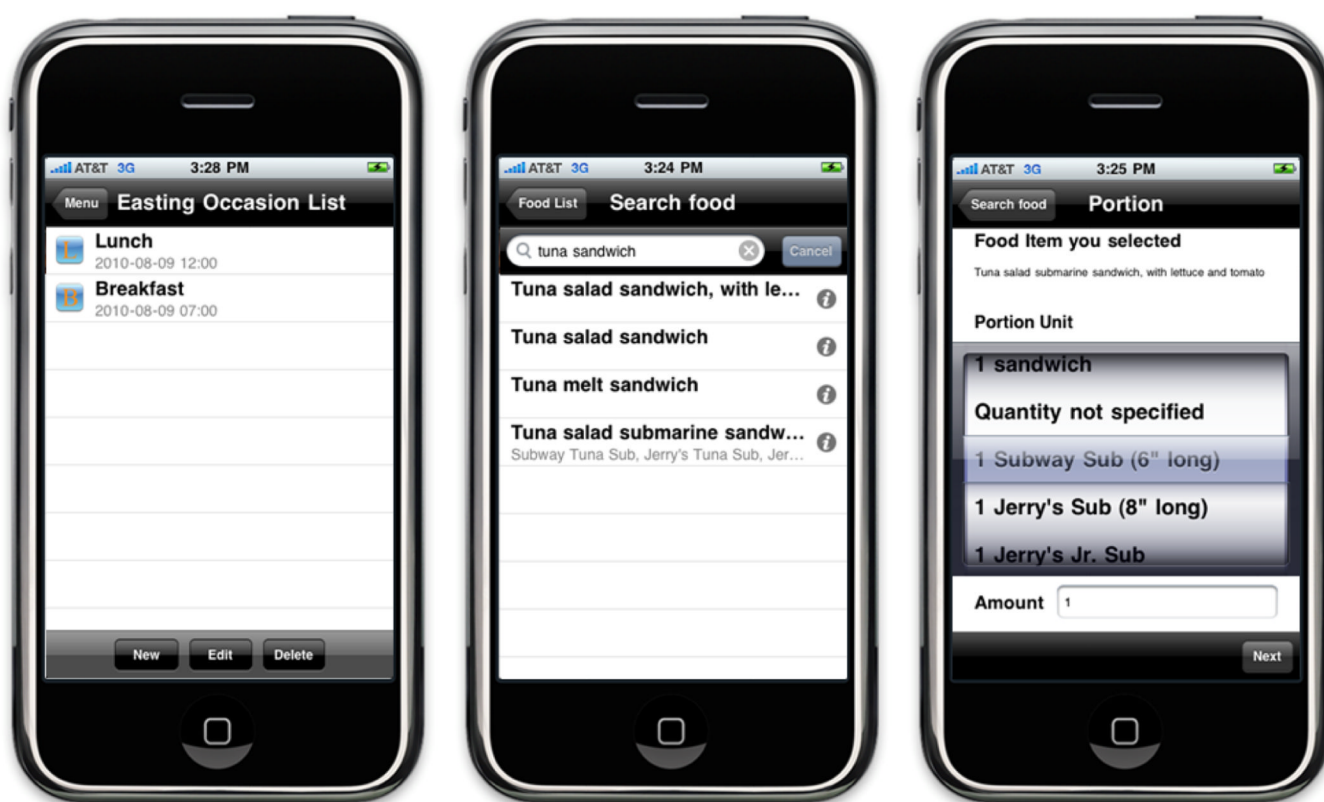 AT&T 3G 3:28 PM
Menu Easting Occasion List
L Lunch
2010-08-09 12:00
B Breakfast
2010-08-09 07:00
New Edit Delete
AT&T 3G 3:24 PM
Food List Search food
tuna sandwich Cancel
Tuna salad sandwich, with le...
Tuna salad sandwich
Tuna melt sandwich
Tuna salad submarine sandw...
Subway Tuna Sub, Jerry's Tuna Sub, Jer...
AT&T 3G 3:25 PM
Search food Portion
Food Item you selected
Tuna salad submarine sandwich, with lettuce and tomato
Portion Unit
1 sandwich
Quantity not specified
1 Subway Sub (6" long)
1 Jerry's Sub (8" long)
1 Jerry's Jr. Sub
Amount 1
Next